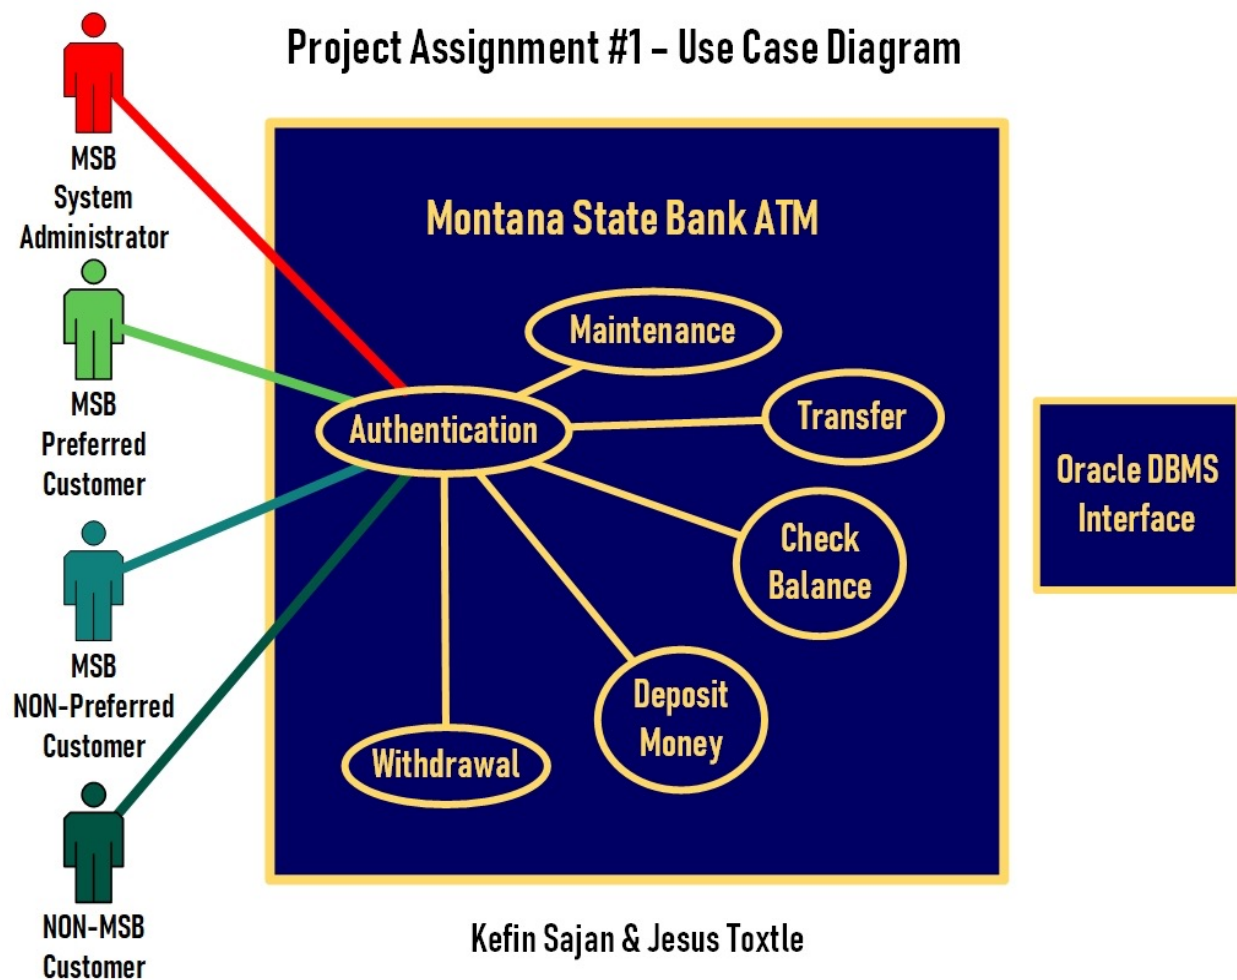 Project Assignment #1 – Use Case Diagram
MSB
System
Administrator
MSB
Preferred
Customer
MSB
NON-Preferred
Customer
NON-MSB
Customer
Montana State Bank ATM
Maintenance
Authentication
Transfer
Check
Balance
Deposit
Money
Withdrawal
Oracle DBMS
Interface
Kefin Sajan & Jesus Toxtle